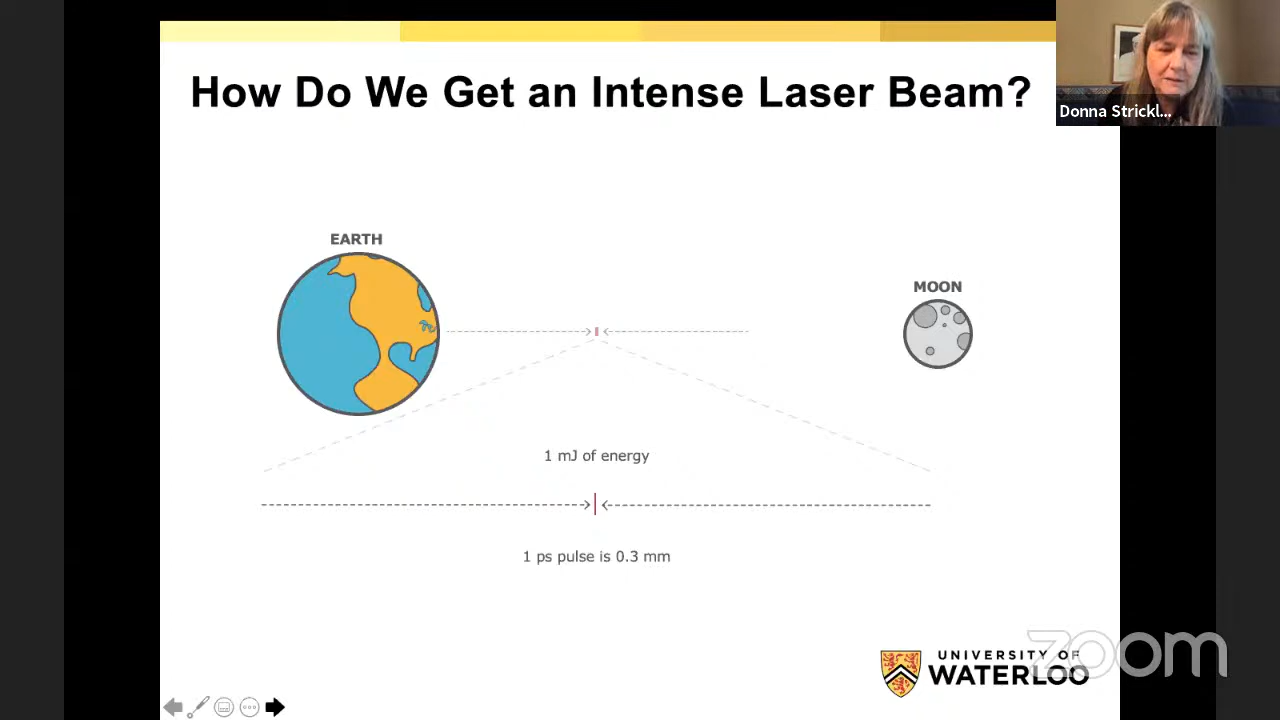 How Do We Get an Intense Laser Beam?
Donna Strickl...
EARTH
MOON
1 mJ of energy
1 ps pulse is 0.3 mm
UNIVERSITY OF
WATERLOO
zoom